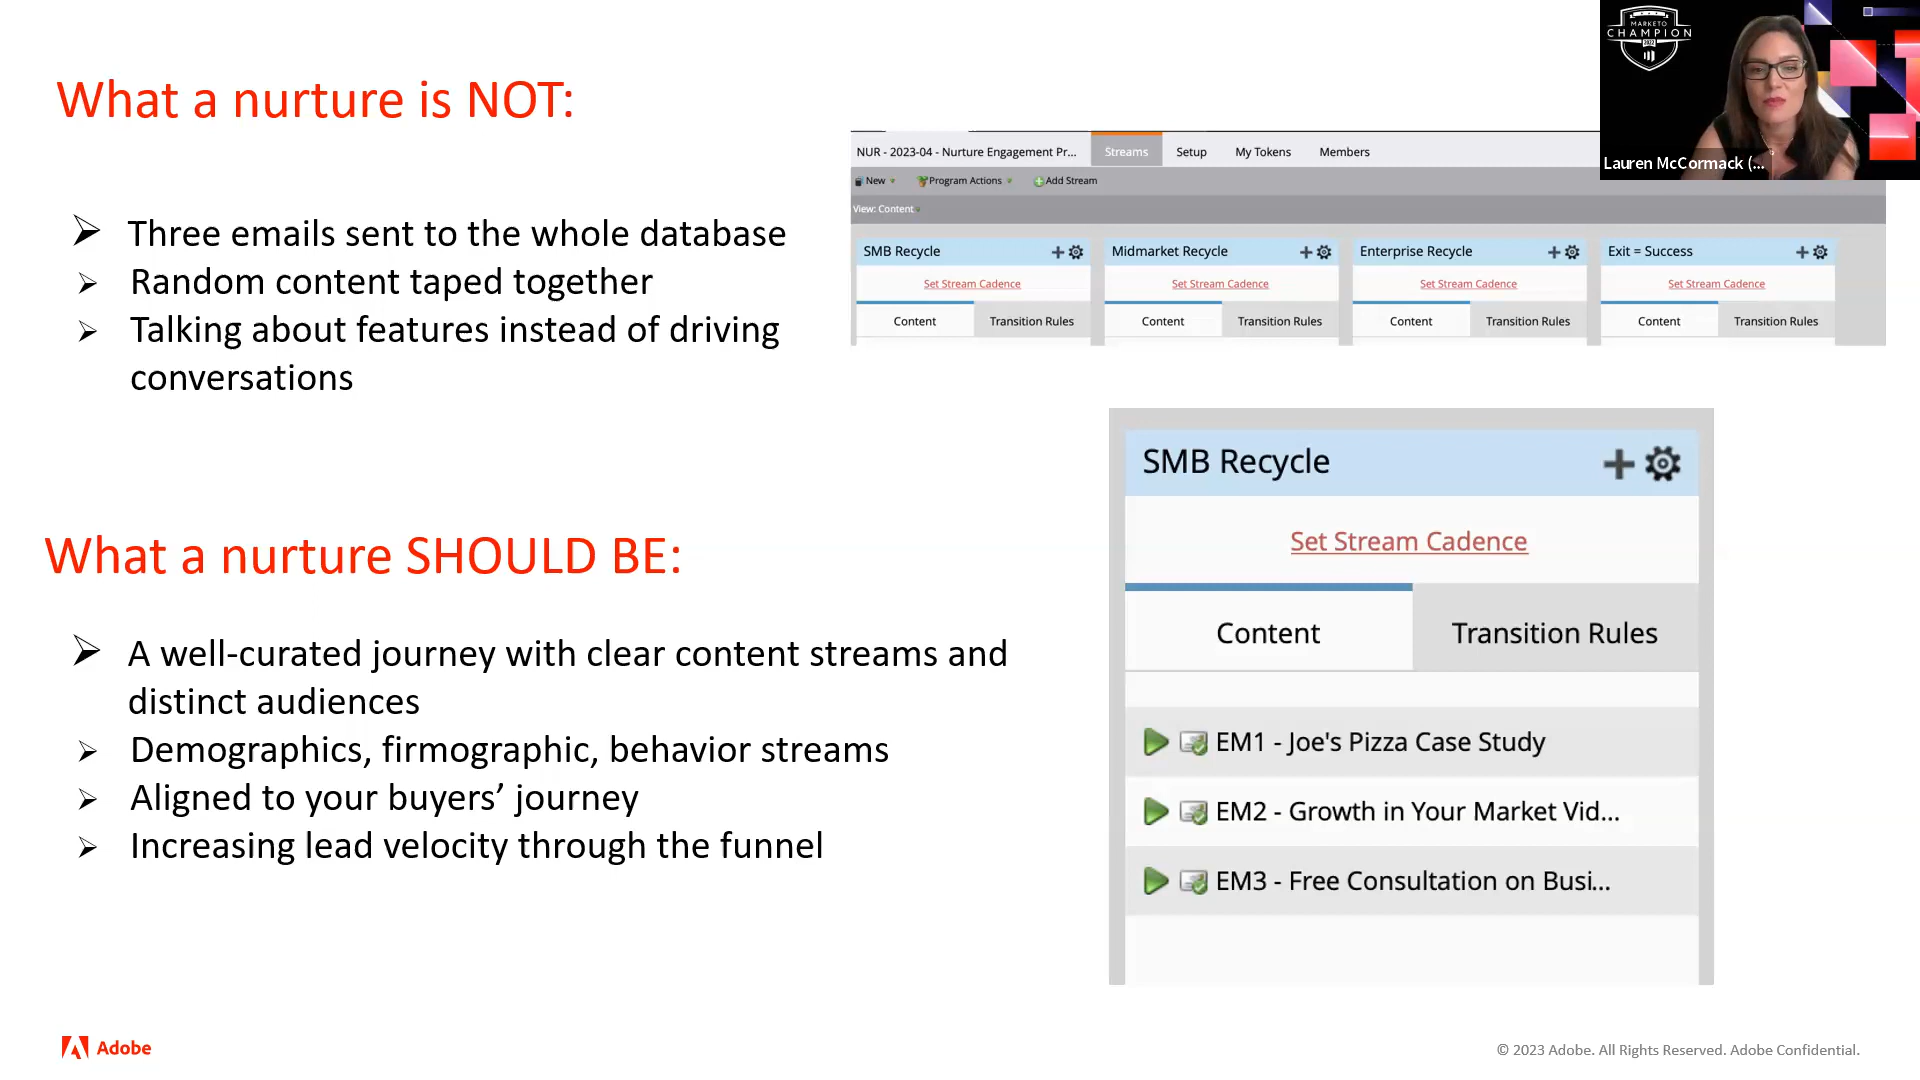 What a nurture is NOT:
Three emails sent to the whole database
Random content taped together
Talking about features instead of driving
conversations
What a nurture SHOULD BE:
A well-curated journey with clear content streams and
distinct audiences
Demographics, firmographic, behavior streams
Aligned to your buyers’ journey
Increasing lead velocity through the funnel
MARKETO
CHAMPION
Lauren McCormack (...
NUR - 2023-04 - Nurture Engagement Pr... Streams Setup My Tokens Members
New Program Actions Add Stream
View: Content
SMB Recycle Midmarket Recycle Enterprise Recycle Exit = Success
Set Stream Cadence Set Stream Cadence Set Stream Cadence Set Stream Cadence
Content Transition Rules Content Transition Rules Content Transition Rules Content Transition Rules
SMB Recycle
Set Stream Cadence
Content Transition Rules
EM1 - Joe's Pizza Case Study
EM2 - Growth in Your Market Vid...
EM3 - Free Consultation on Busi...
Adobe
© 2023 Adobe. All Rights Reserved. Adobe Confidential.